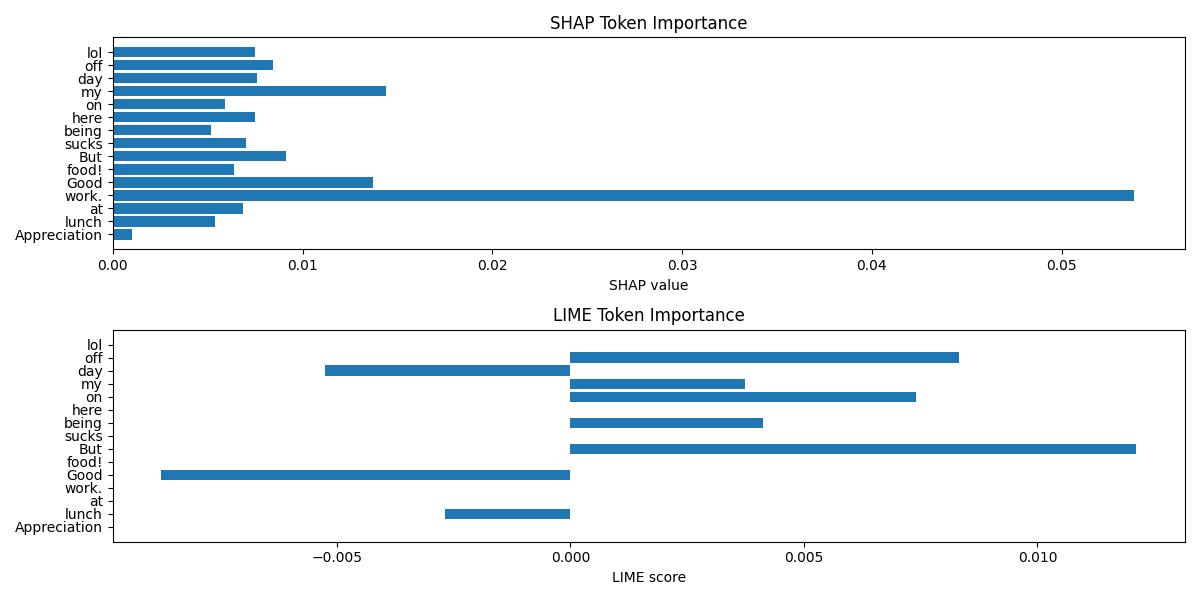 SHAP Token Importance
lol
off
day
my
on
here
being
sucks
But
food!
Good
work.
at
lunch
Appreciation
0.00 0.01 0.02 0.03 0.04 0.05
SHAP value
LIME Token Importance
lol
off
day
my
on
here
being
sucks
But
food!
Good
work.
at
lunch
Appreciation
−0.005 0.000 0.005 0.010
LIME score